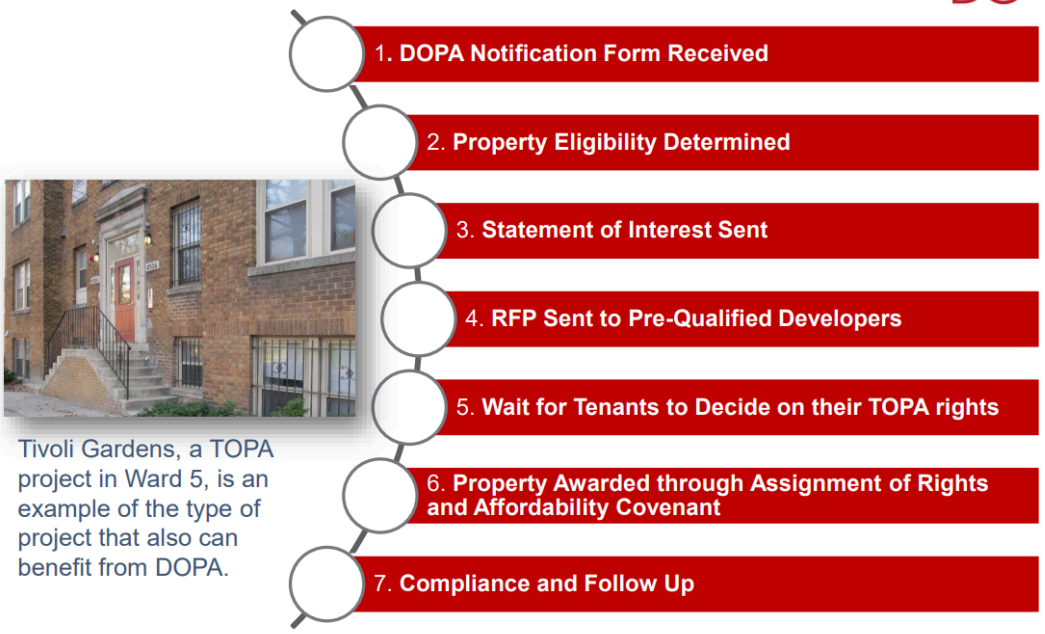 1. DOPA Notification Form Received
2. Property Eligibility Determined
3. Statement of Interest Sent
4. RFP Sent to Pre-Qualified Developers
5. Wait for Tenants to Decide on their TOPA rights
6. Property Awarded through Assignment of Rights
and Affordability Covenant
7. Compliance and Follow Up
Tivoli Gardens, a TOPA
project in Ward 5, is an
example of the type of
project that also can
benefit from DOPA.